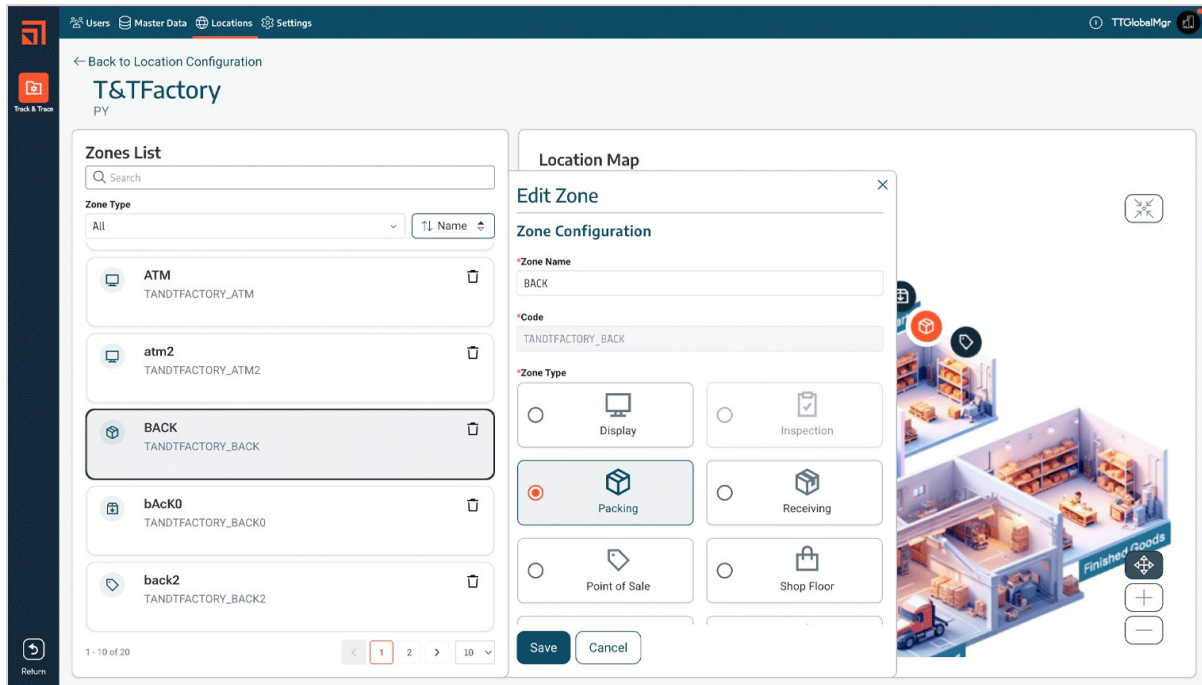 Users Master Data Locations Settings
TTGlobalMgr
Track & Trace
Return
← Back to Location Configuration
T&TFactory
PY
Zones List
Search
Zone Type
All
Name
ATM
TANDTFACTORY_ATM
atm2
TANDTFACTORY_ATM2
BACK
TANDTFACTORY_BACK
bAcK0
TANDTFACTORY_BACK0
back2
TANDTFACTORY_BACK2
1 - 10 of 20
1 2 10
Location Map
Edit Zone
Zone Configuration
*Zone Name
BACK
*Code
TANDTFACTORY_BACK
*Zone Type
Display
Inspection
Packing
Receiving
Point of Sale
Shop Floor
Save Cancel
Finished Goods